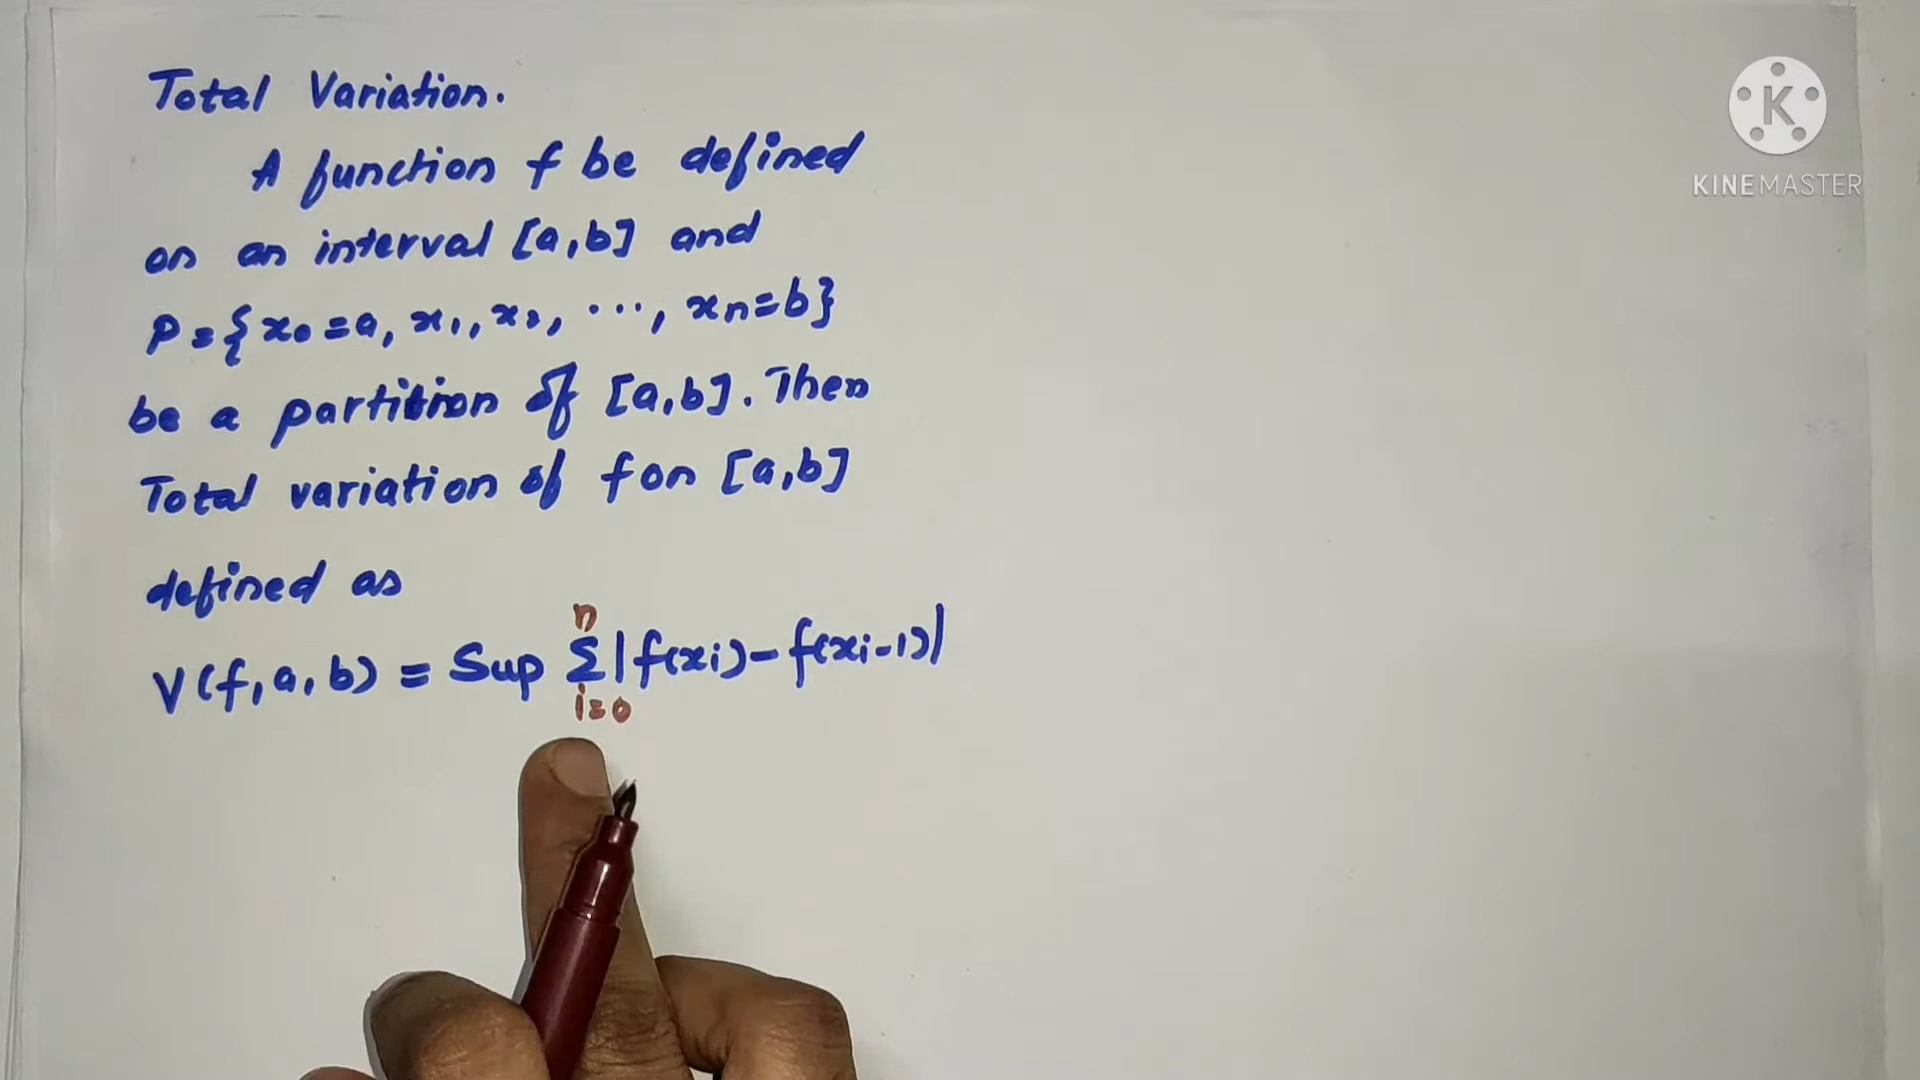 Total Variation.
A function f be defined
on an interval [a,b] and
P={x₀=a, x₁, x₂, ..., xₙ=b}
be a partition of [a,b]. Then
Total variation of f on [a,b]
defined as
n
V(f,a,b) = Sup Σ|f(xi)-f(xi-1)|
i=0
K
KINEMASTER